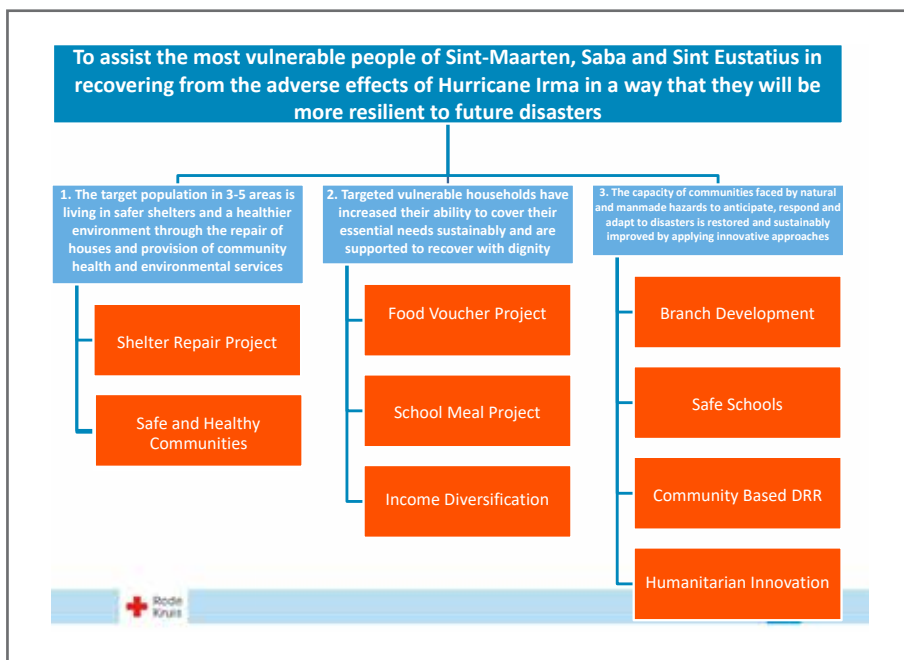 To assist the most vulnerable people of Sint-Maarten, Saba and Sint Eustatius in
recovering from the adverse effects of Hurricane Irma in a way that they will be
more resilient to future disasters
1. The target population in 3-5 areas is
living in safer shelters and a healthier
environment through the repair of
houses and provision of community
health and environmental services
Shelter Repair Project
Safe and Healthy
Communities
2. Targeted vulnerable households have
increased their ability to cover their
essential needs sustainably and are
supported to recover with dignity
Food Voucher Project
School Meal Project
Income Diversification
3. The capacity of communities faced by natural
and manmade hazards to anticipate, respond and
adapt to disasters is restored and sustainably
improved by applying innovative approaches
Branch Development
Safe Schools
Community Based DRR
Humanitarian Innovation
Rode
Kruis